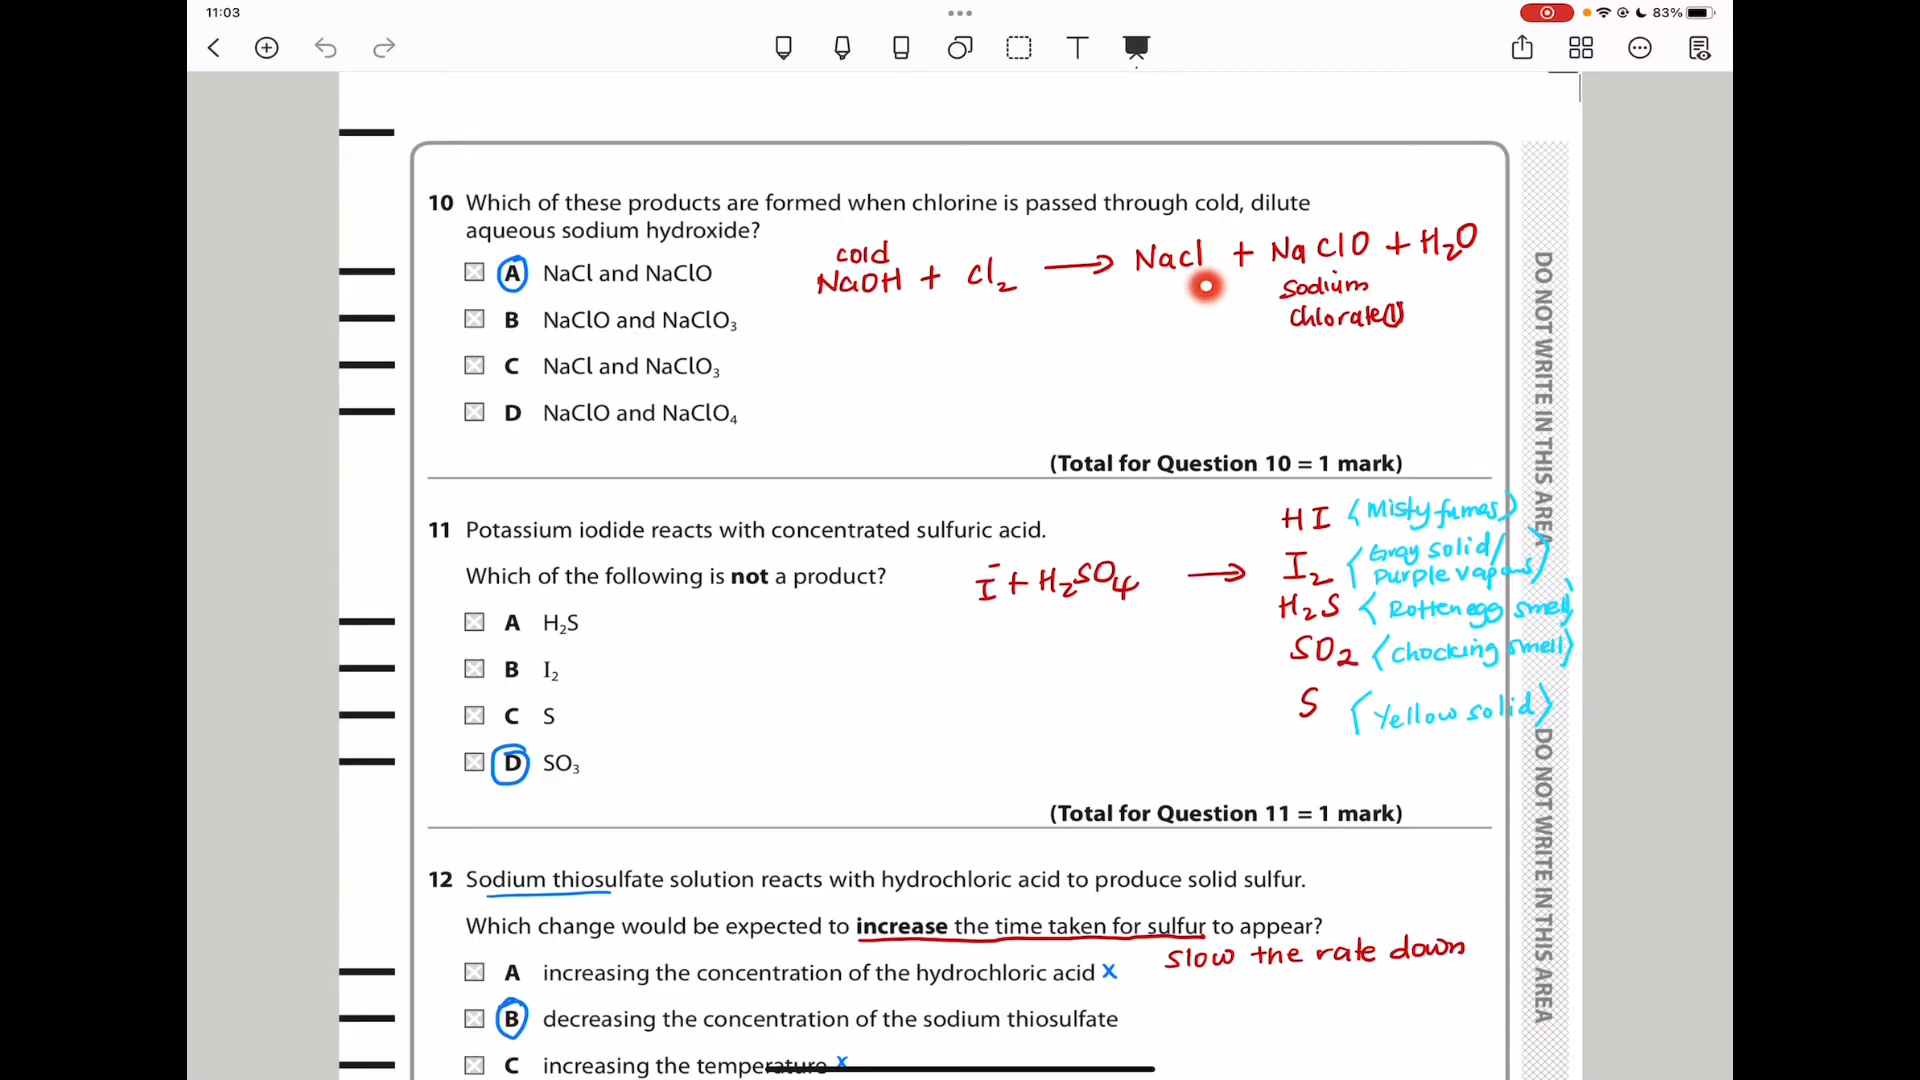 11:03
83%
10 Which of these products are formed when chlorine is passed through cold, dilute
aqueous sodium hydroxide?
cold
NaOH + Cl₂ → NaCl + NaClO + H₂O
Sodium
Chlorate(I)
A NaCl and NaClO
B NaClO and NaClO₃
C NaCl and NaClO₃
D NaClO and NaClO₄
(Total for Question 10 = 1 mark)
11 Potassium iodide reacts with concentrated sulfuric acid.
Which of the following is not a product?
I⁻ + H₂SO₄ →
HI (Misty fumes)
I₂ (Gray solid/
purple vapours)
H₂S (Rotten egg smell)
SO₂ (Chocking smell)
S (Yellow solid)
A H₂S
B I₂
C S
D SO₃
(Total for Question 11 = 1 mark)
12 Sodium thiosulfate solution reacts with hydrochloric acid to produce solid sulfur.
Which change would be expected to increase the time taken for sulfur to appear?
slow the rate down
A increasing the concentration of the hydrochloric acid x
B decreasing the concentration of the sodium thiosulfate
C increasing the temperature x
DO NOT WRITE IN THIS AREA
DO NOT WRITE IN THIS AREA